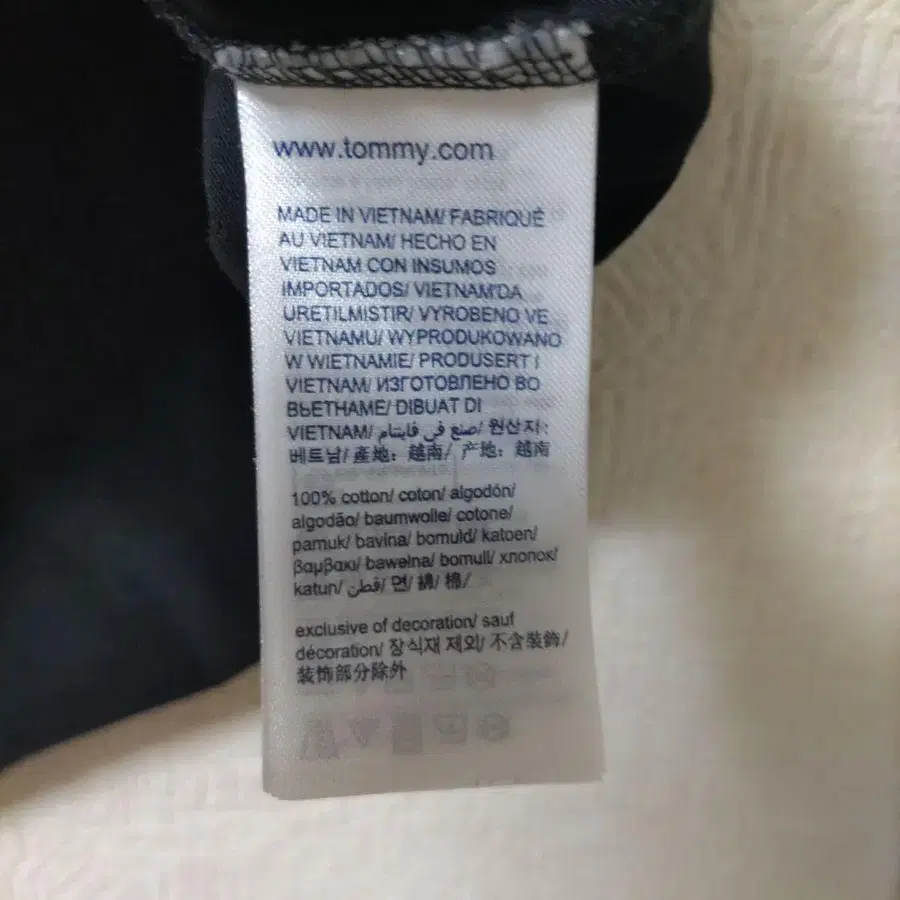 www.tommy.com
MADE IN VIETNAM/ FABRIQUÉ
AU VIETNAM/ HECHO EN
VIETNAM CON INSUMOS
IMPORTADOS/ VIETNAM'DA
URETILMISTIR/ VYROBENO VE
VIETNAMU/ WYPRODUKOWANO
W WIETNAMIE/ PRODUSERT I
VIETNAM/ ИЗГОТОВЛЕНО ВО
ВЬЕТНАМЕ/ DIBUAT DI
VIETNAM/ صنع في فايتنام/ 원산지:
베트남/ 產地: 越南/ 产地: 越南
100% cotton/ coton/ algodón/
algodão/ baumwolle/ cotone/
pamuk/ bavlna/ bomuld/ katoen/
βαμβακι/ bawełna/ bomull/ хлопок/
katun/ قطن/ 면/ 綿/ 棉/
exclusive of decoration/ sauf
décoration/ 장식재 제외/ 不含裝飾/
装饰部分除外